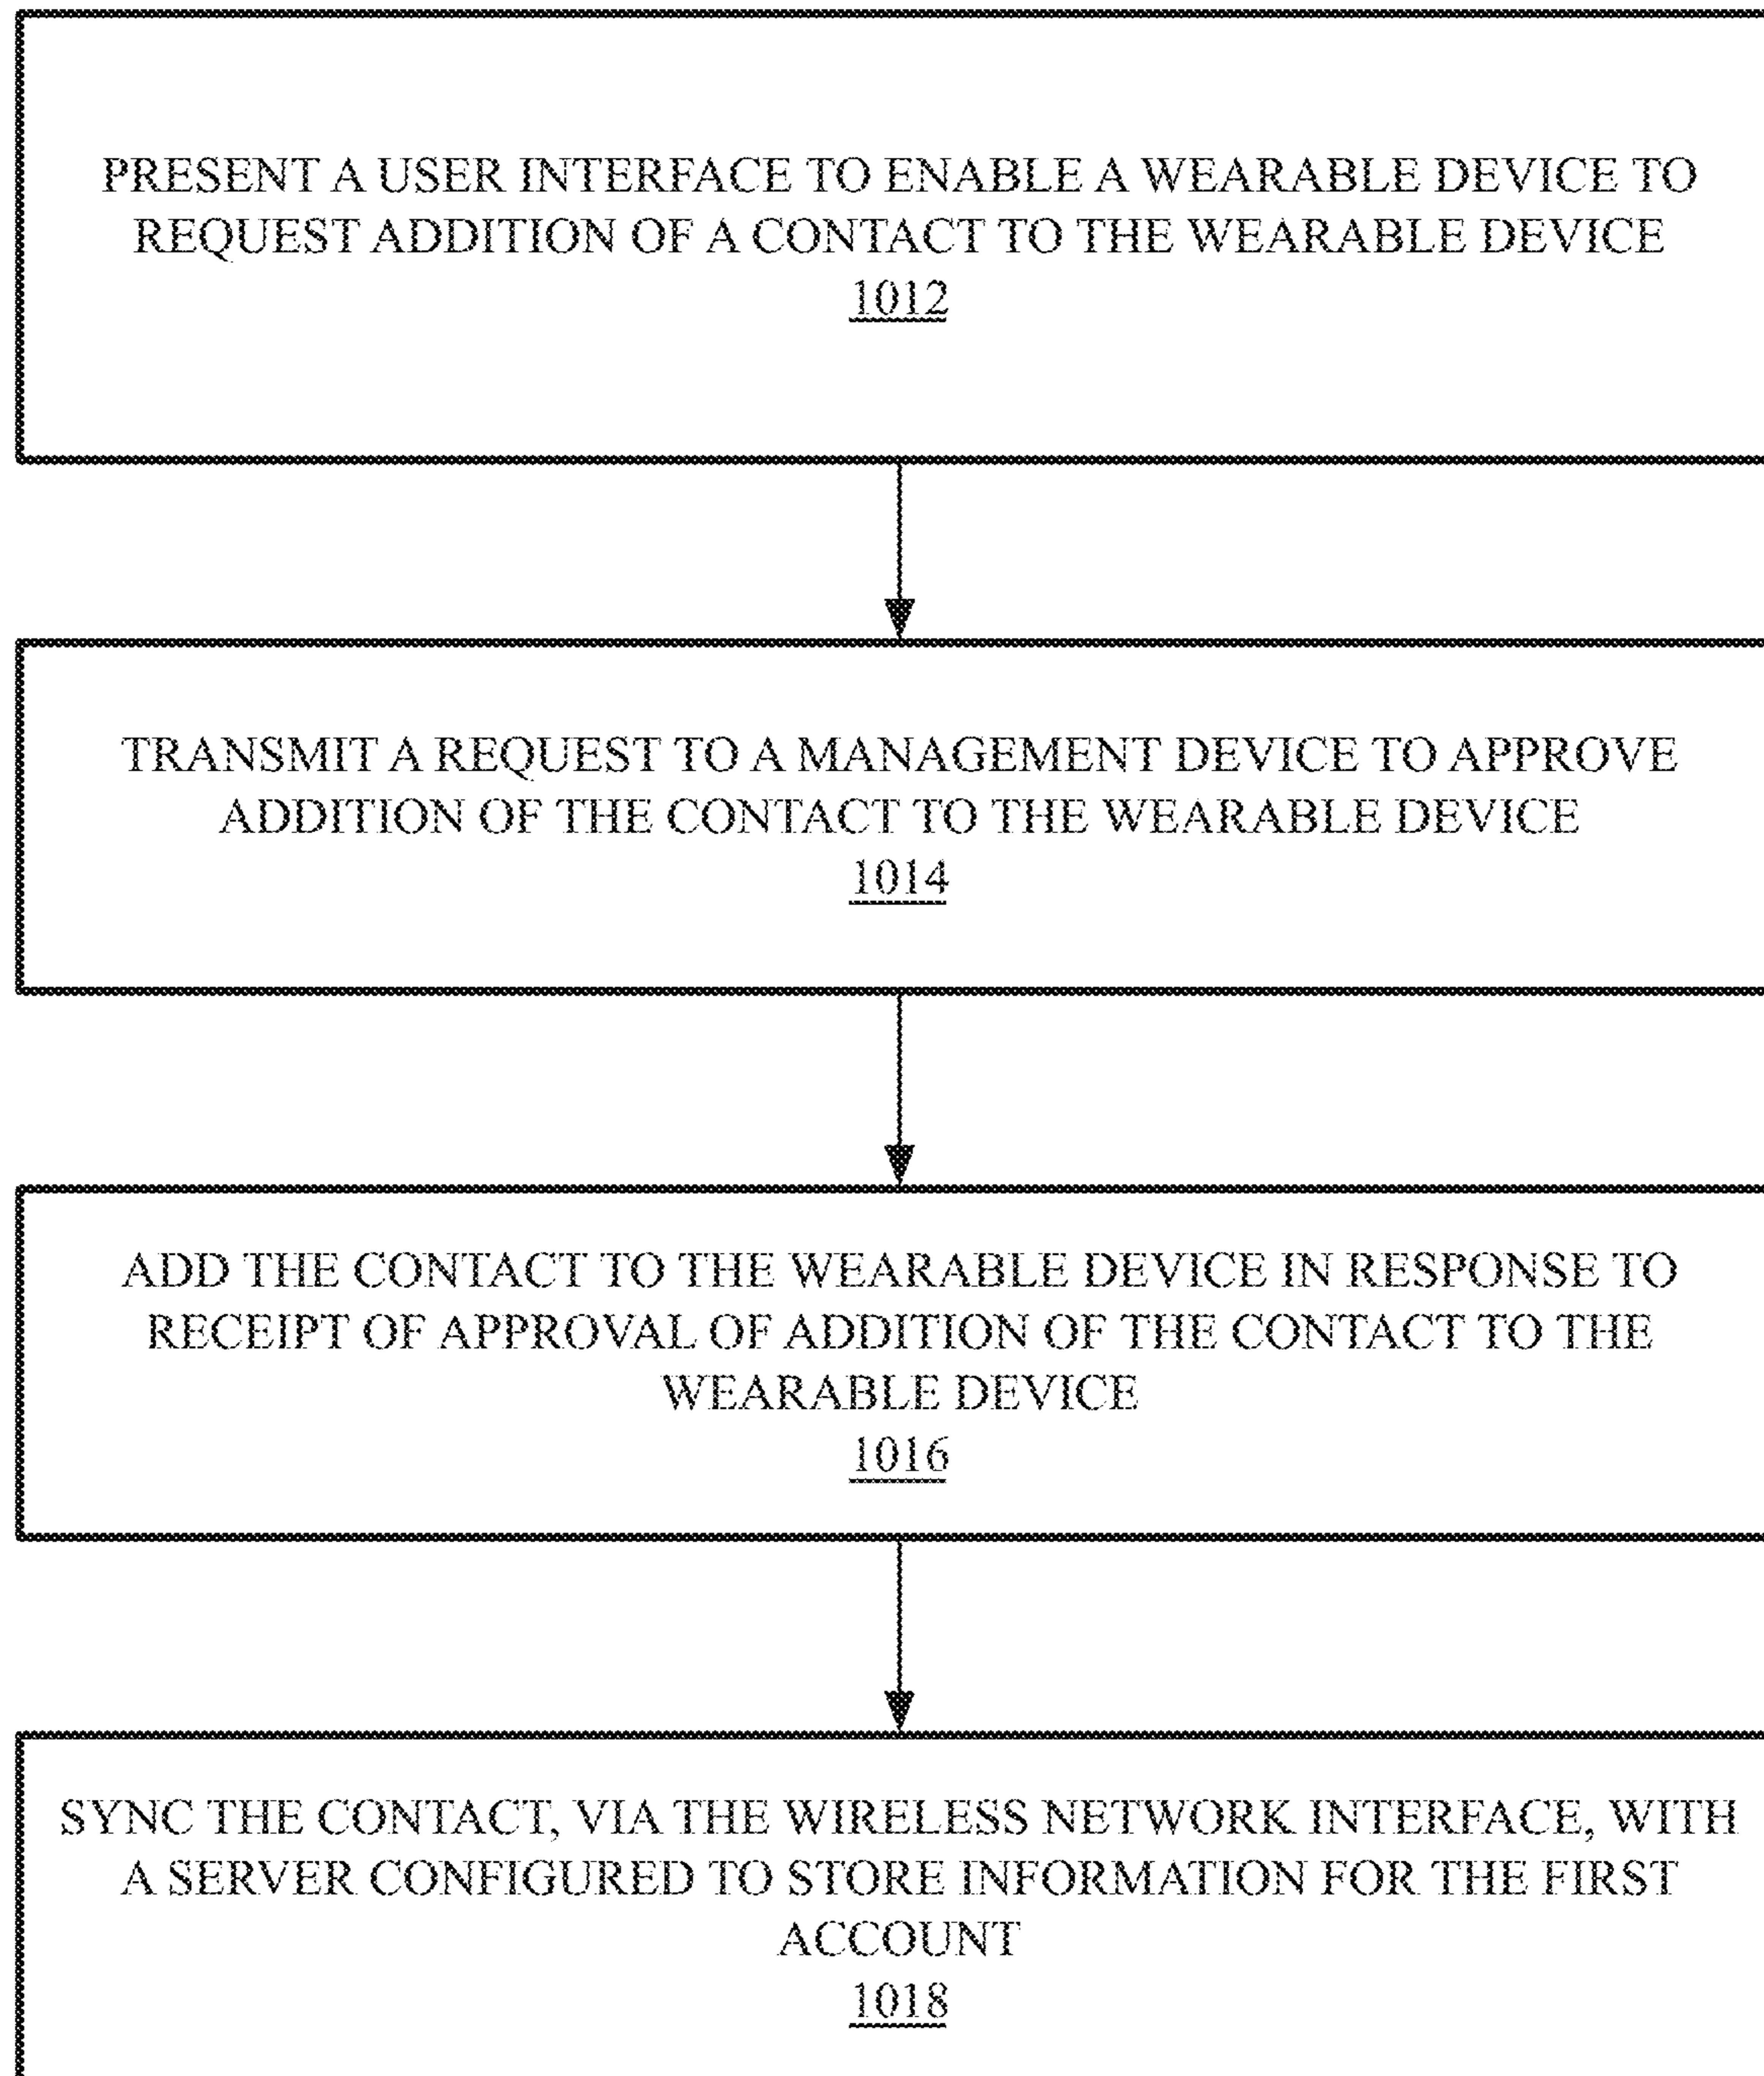 PRESENT A USER INTERFACE TO ENABLE A WEARABLE DEVICE TO
REQUEST ADDITION OF A CONTACT TO THE WEARABLE DEVICE
1012
TRANSMIT A REQUEST TO A MANAGEMENT DEVICE TO APPROVE
ADDITION OF THE CONTACT TO THE WEARABLE DEVICE
1014
ADD THE CONTACT TO THE WEARABLE DEVICE IN RESPONSE TO
RECEIPT OF APPROVAL OF ADDITION OF THE CONTACT TO THE
WEARABLE DEVICE
1016
SYNC THE CONTACT, VIA THE WIRELESS NETWORK INTERFACE, WITH
A SERVER CONFIGURED TO STORE INFORMATION FOR THE FIRST
ACCOUNT
1018